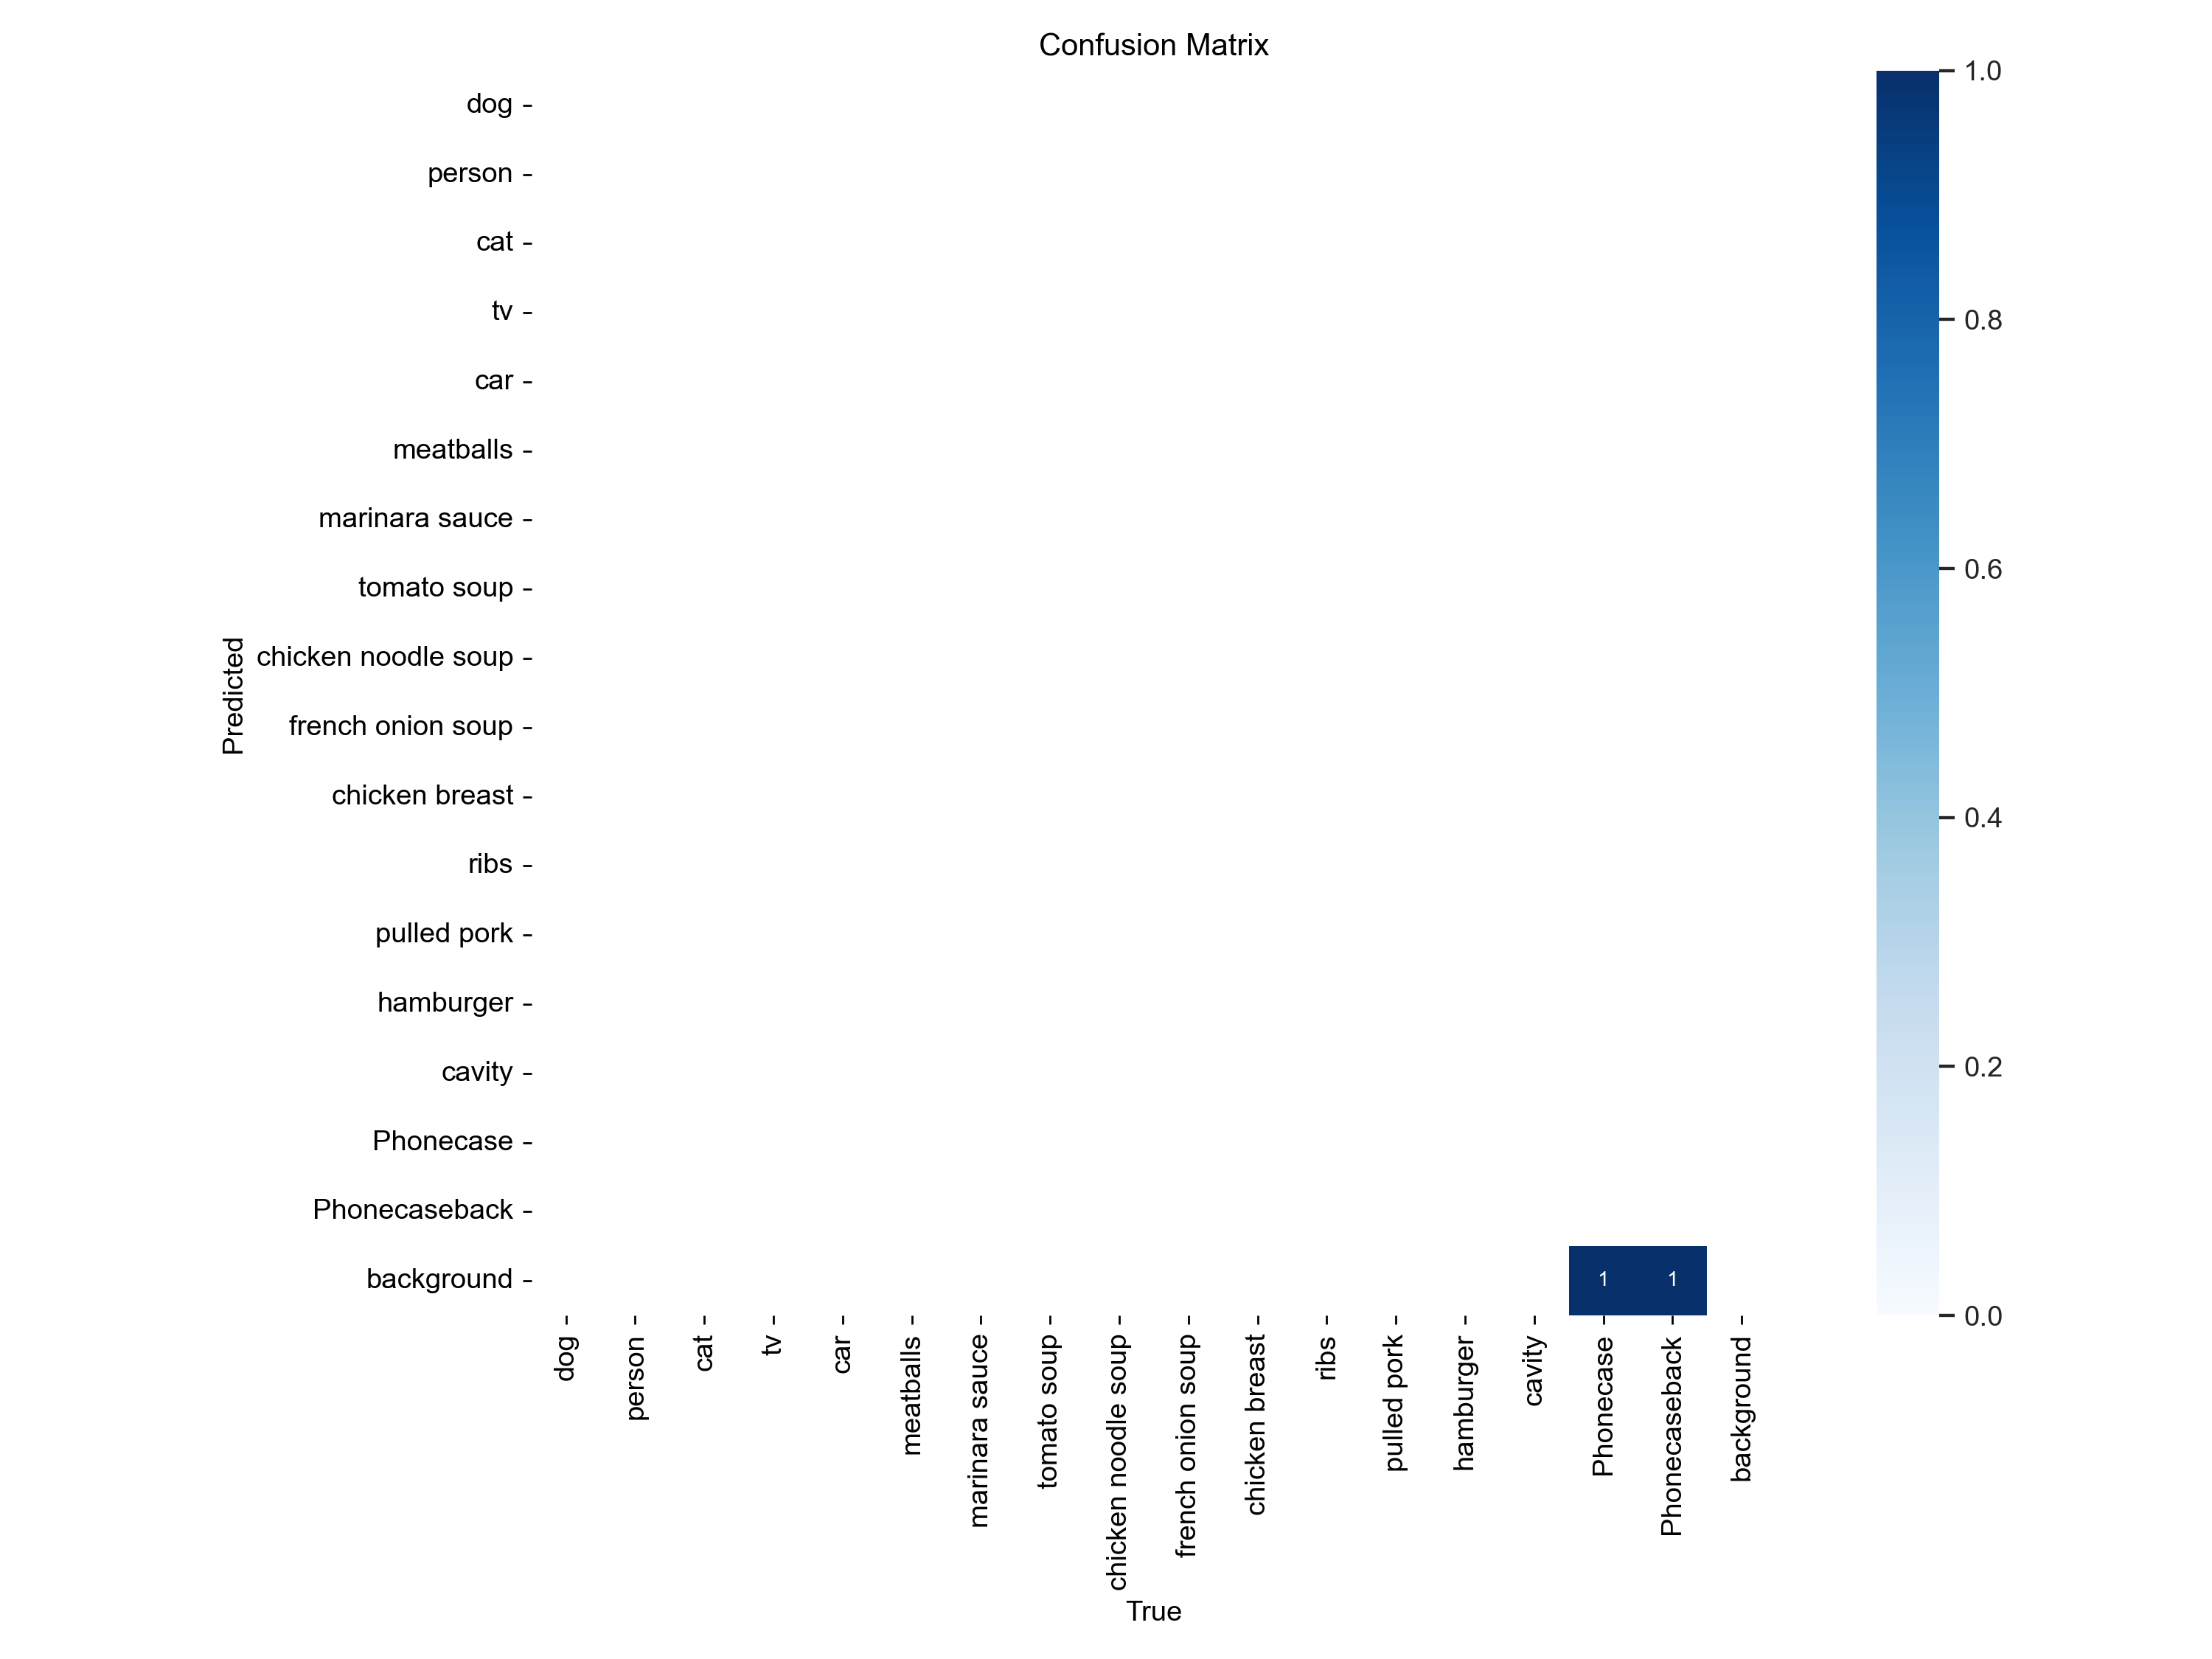 Confusion Matrix
dog
person
cat
tv
car
meatballs
marinara sauce
tomato soup
chicken noodle soup
french onion soup
chicken breast
ribs
pulled pork
hamburger
cavity
Phonecase
Phonecaseback
background
Predicted
1 1
dog
person
cat
tv
car
meatballs
marinara sauce
tomato soup
chicken noodle soup
french onion soup
chicken breast
ribs
pulled pork
hamburger
cavity
Phonecase
Phonecaseback
background
True
1.0
0.8
0.6
0.4
0.2
0.0